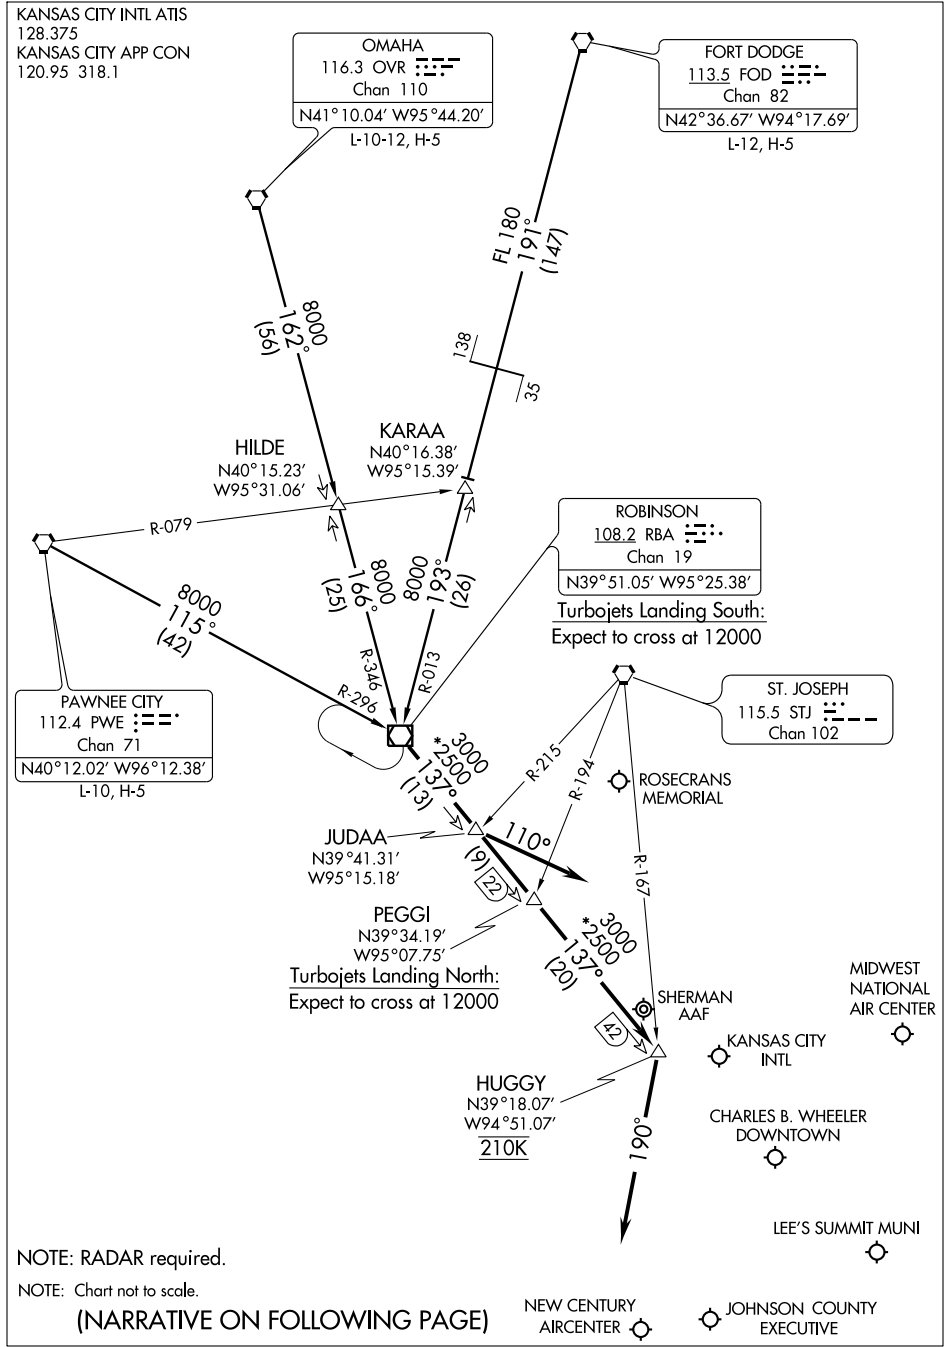 KANSAS CITY INTL ATIS
128.375
KANSAS CITY APP CON
120.95 318.1
OMAHA
116.3 OVR
Chan 110
N41°10.04' W95°44.20'
L-10-12, H-5
FORT DODGE
113.5 FOD
Chan 82
N42°36.67' W94°17.69'
L-12, H-5
FL 180
191°
(147)
8000
162°
(56)
138
35
HILDE
N40°15.23'
W95°31.06'
KARAA
N40°16.38'
W95°15.39'
R-079
ROBINSON
108.2 RBA
Chan 19
N39°51.05' W95°25.38'
Turbojets Landing South:
Expect to cross at 12000
8000
115°
(42)
8000
166°
(25)
8000
193°
(26)
R-346
R-013
R-296
PAWNEE CITY
112.4 PWE
Chan 71
N40°12.02' W96°12.38'
L-10, H-5
ST. JOSEPH
115.5 STJ
Chan 102
3000
*2500
137°
(13)
R-215
R-194
R-167
ROSECRANS
MEMORIAL
JUDAA
N39°41.31'
W95°15.18'
110°
(9)
22
PEGGI
N39°34.19'
W95°07.75'
Turbojets Landing North:
Expect to cross at 12000
3000
*2500
137°
(20)
SHERMAN
AAF
42
MIDWEST
NATIONAL
AIR CENTER
KANSAS CITY
INTL
HUGGY
N39°18.07'
W94°51.07'
210K
190°
CHARLES B. WHEELER
DOWNTOWN
LEE'S SUMMIT MUNI
NOTE: RADAR required.
NOTE: Chart not to scale.
(NARRATIVE ON FOLLOWING PAGE)
NEW CENTURY
AIRCENTER
JOHNSON COUNTY
EXECUTIVE